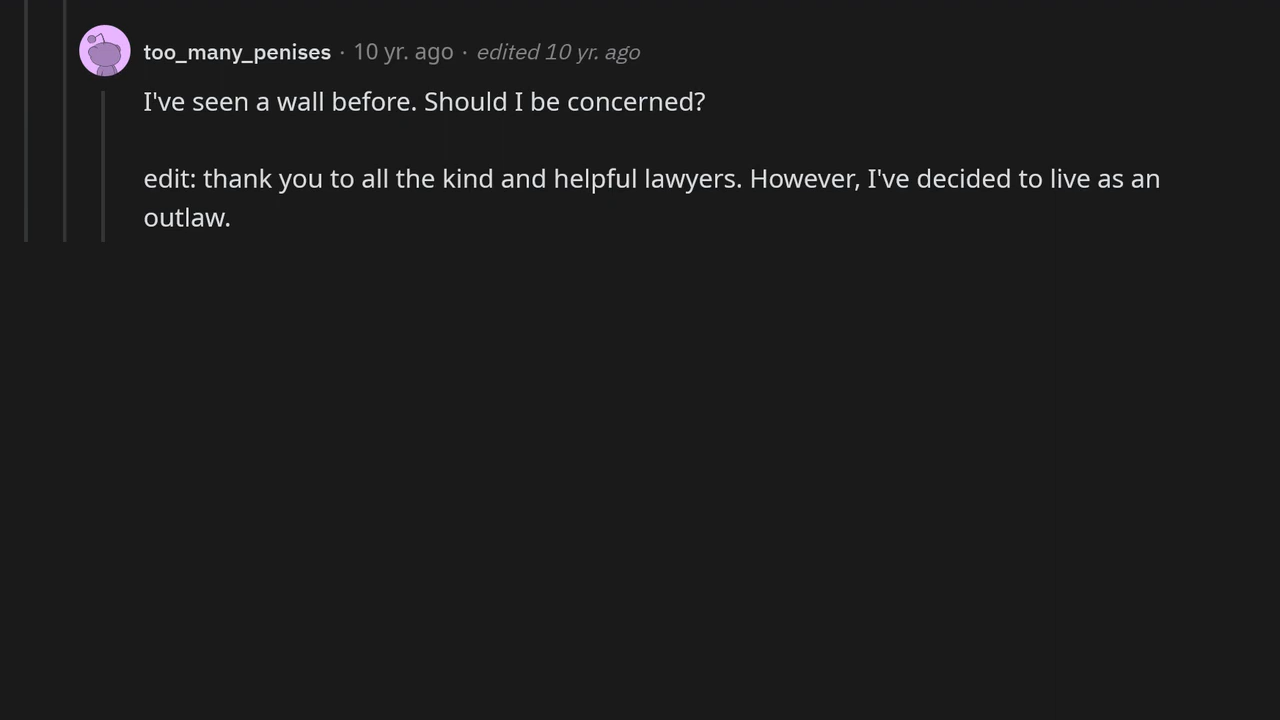 too_many_penises · 10 yr. ago · edited 10 yr. ago
I've seen a wall before. Should I be concerned?
edit: thank you to all the kind and helpful lawyers. However, I've decided to live as an
outlaw.